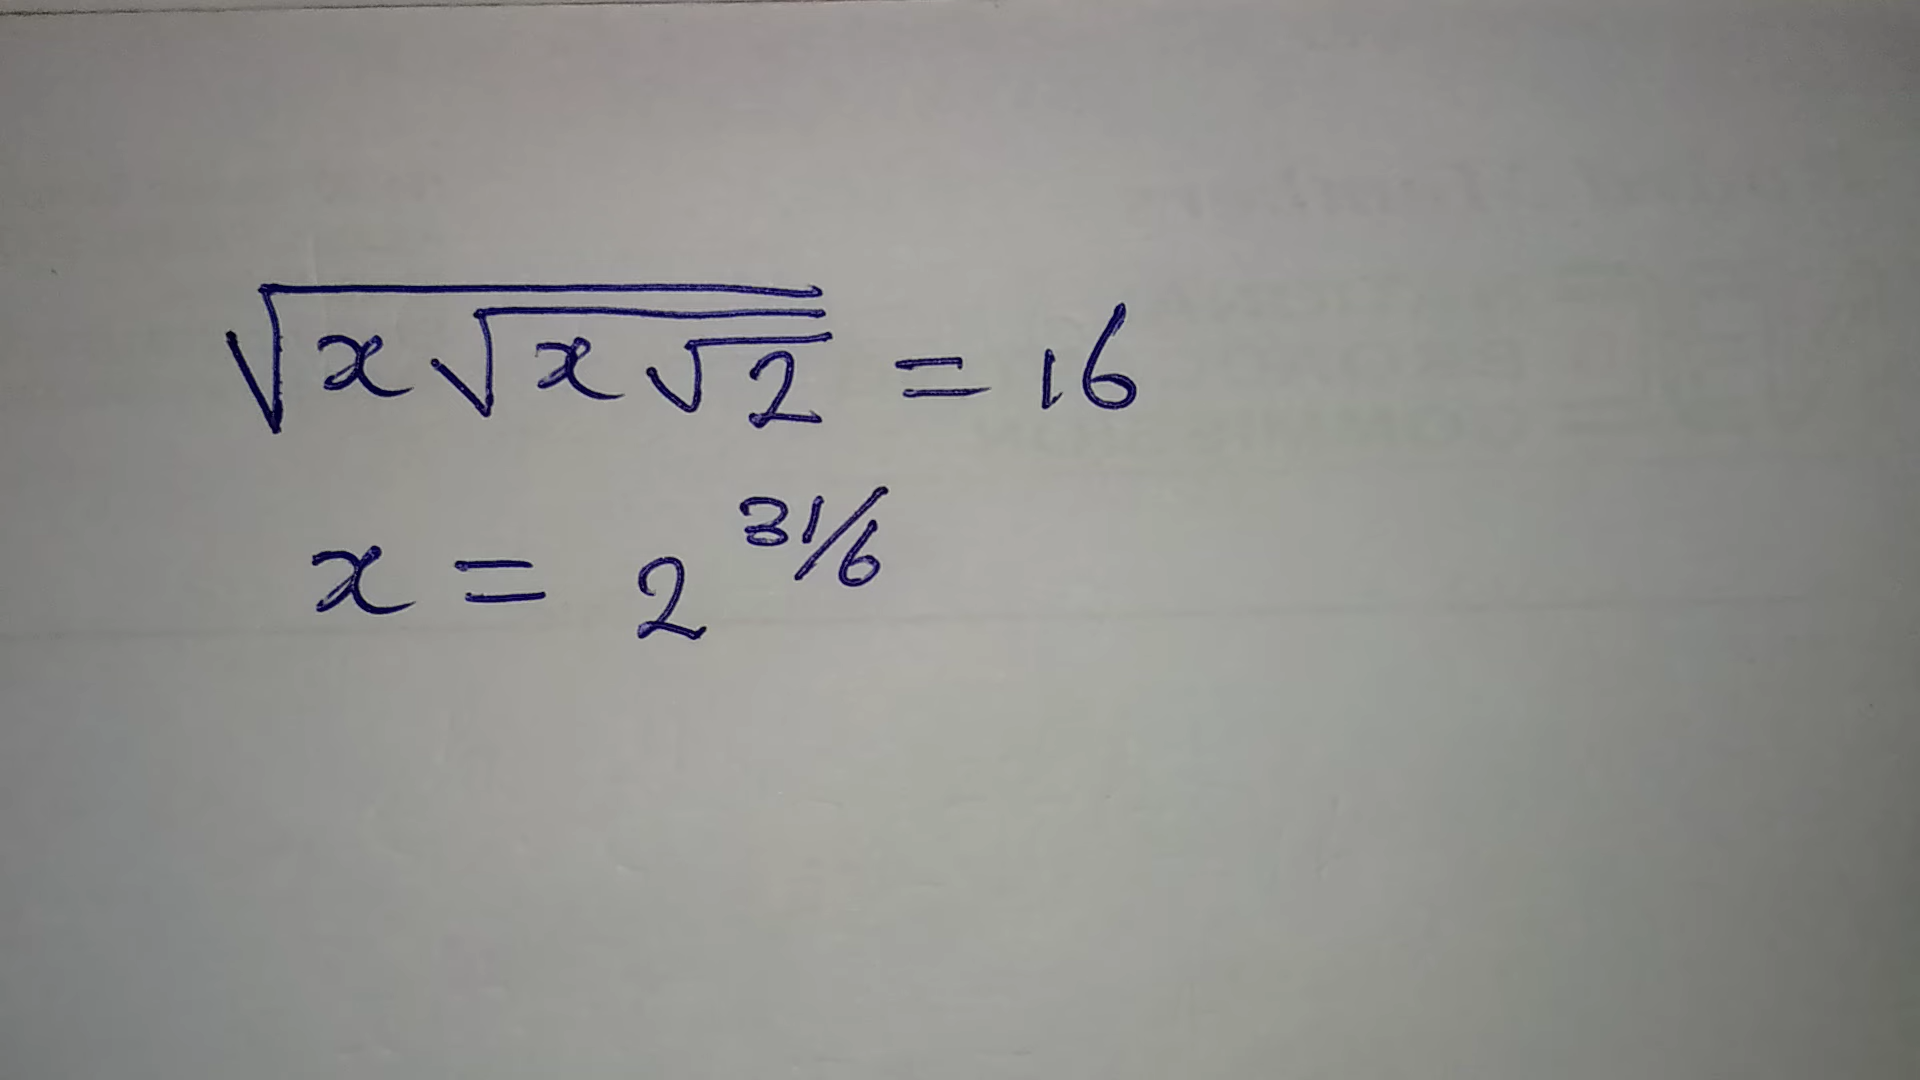 √(x√(x√2)) = 16
x = 2^(31/6)